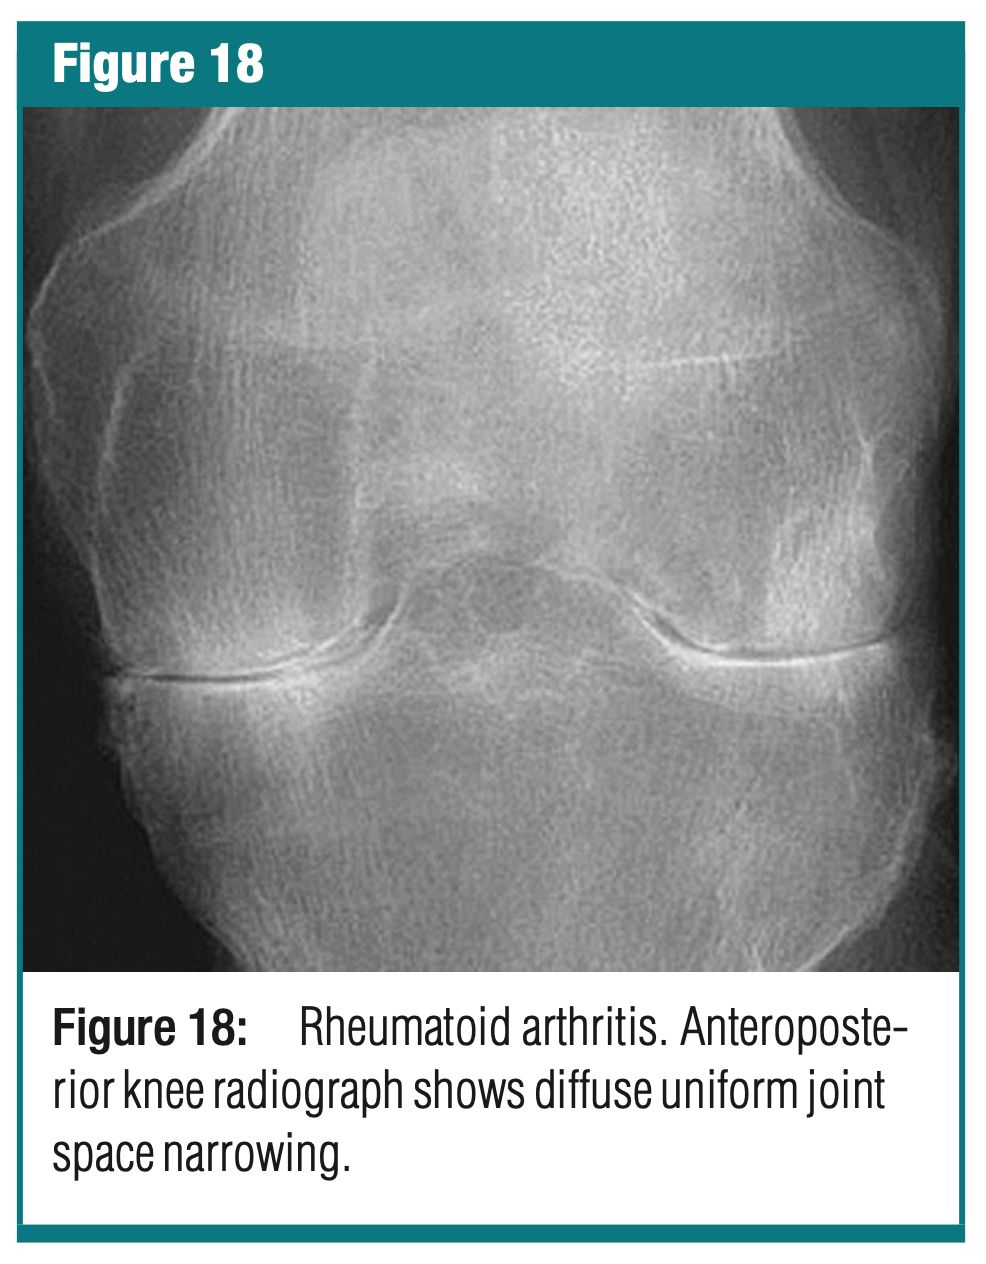 Figure 18
Figure 18: Rheumatoid arthritis. Anteroposte-
rior knee radiograph shows diffuse uniform joint
space narrowing.